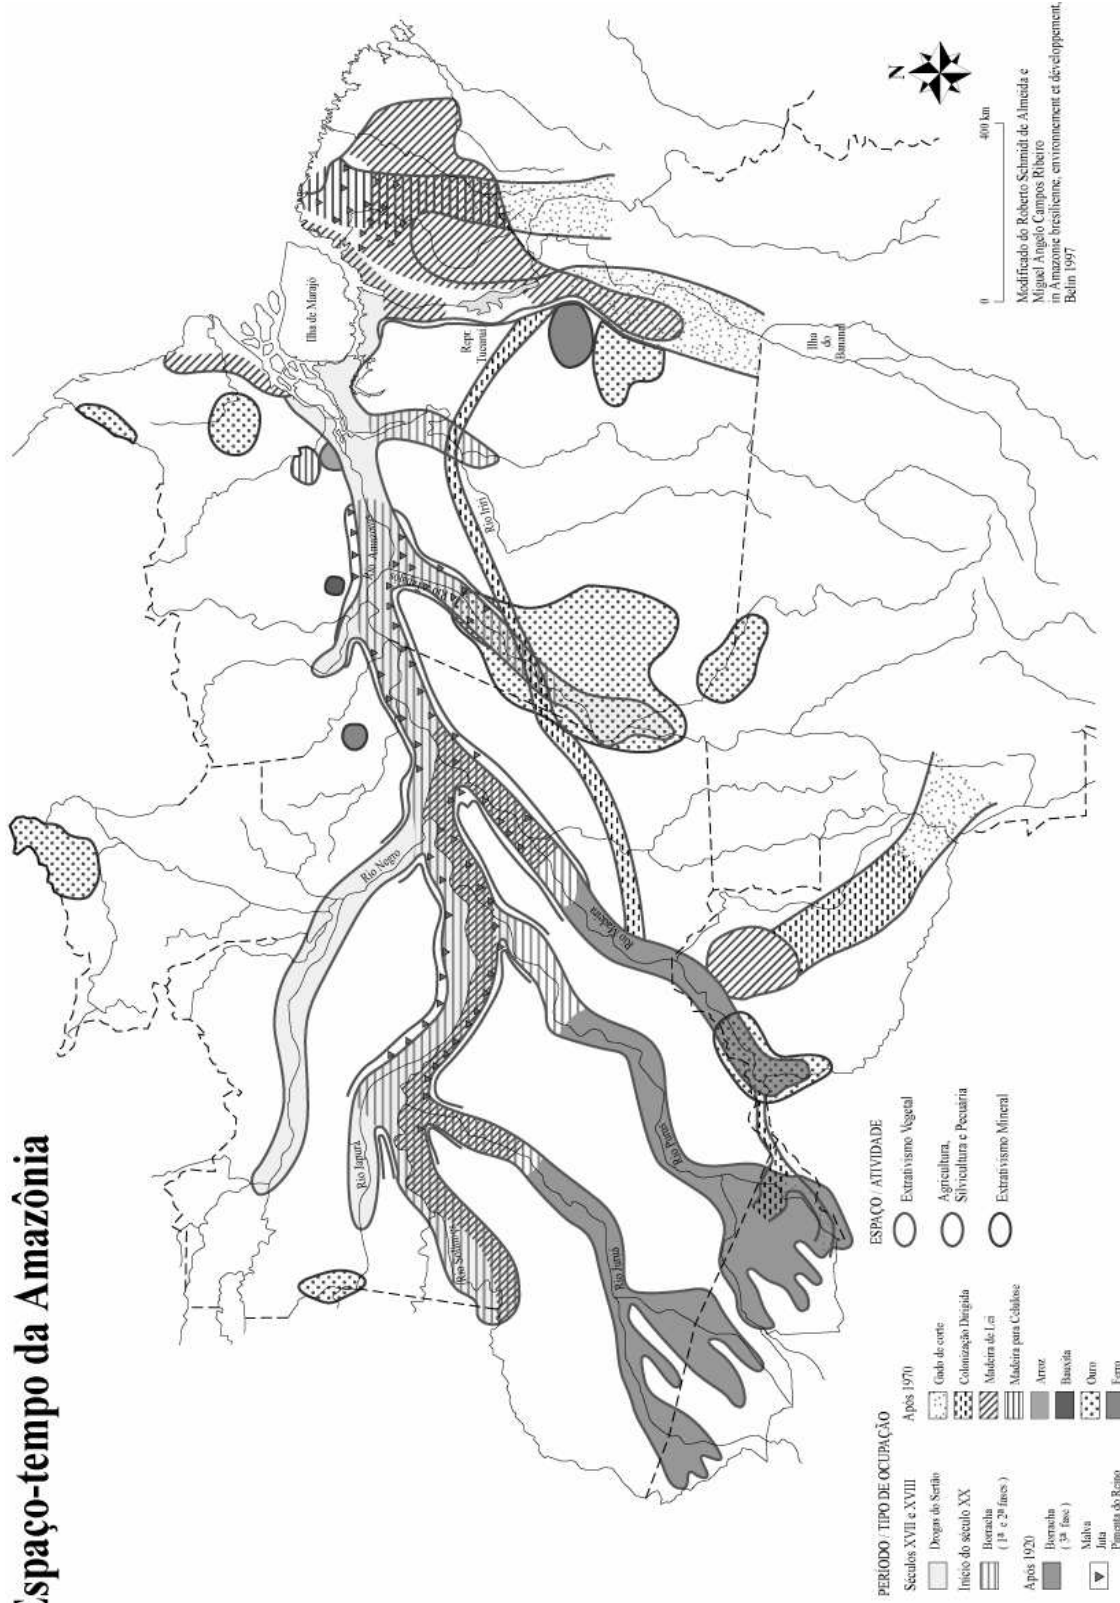 Espaço-tempo da Amazônia
Ilha de Marajó
Repr.
Tucuruí
Ilha
do
Bananal
Rio Iriri
Rio Amazonas
Rio Tapajós
Rio Negro
Rio Madeira
Rio Japurá
Rio Solimões
Rio Purus
Rio Juruá
N
0
400 km
Modificado do Roberto Schmidt de Almeida e
Miguel Angelo Campos Ribeiro
in Amazonie bresilienne, environnement et développement,
Belin 1997
PERÍODO / TIPO DE OCUPAÇÃO
Séculos XVII e XVIII
Drogas do Sertão
Início do século XX
Borracha
( 1ª e 2ª fases )
Após 1920
Borracha
( 3ª fase )
Malva
Juta
Pimenta do Reino
Após 1970
Gado de corte
Colonização Dirigida
Madeira de Lei
Madeira para Celulose
Arroz
Bauxita
Ouro
Ferro
ESPAÇO / ATIVIDADE
Extrativismo Vegetal
Agricultura,
Silvicultura e Pecuária
Extrativismo Mineral